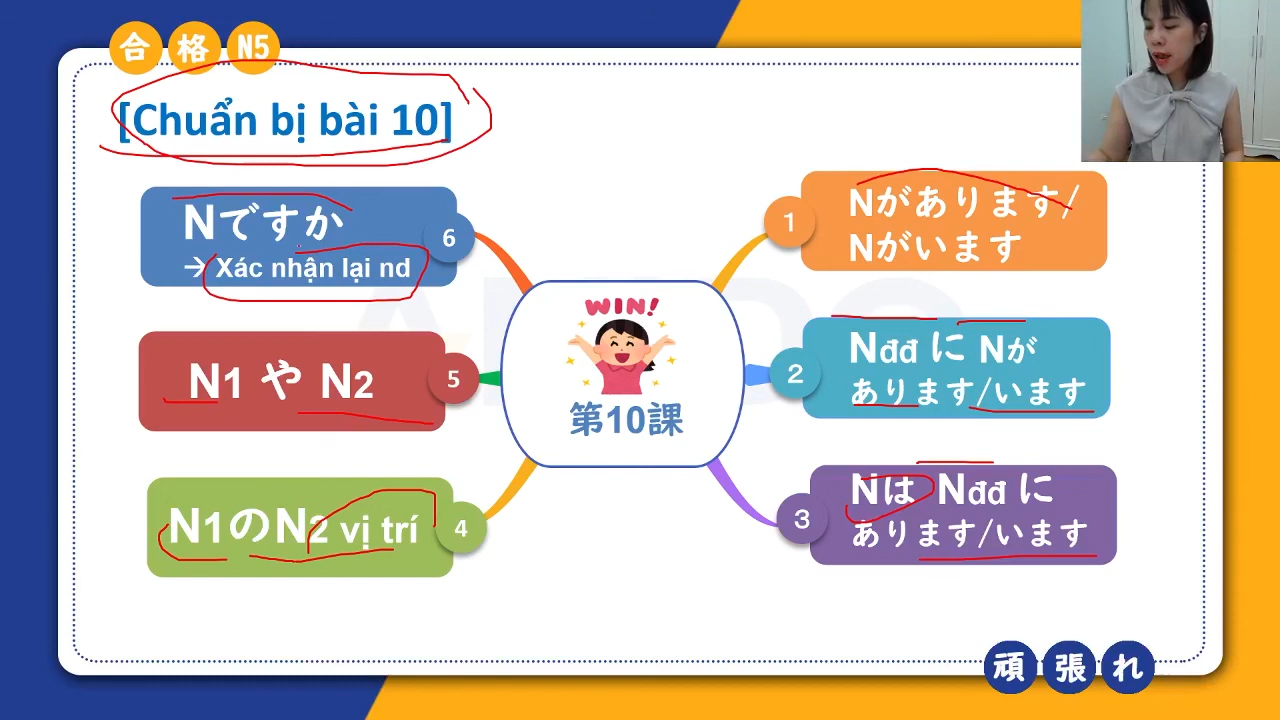 合格N5
[Chuẩn bị bài 10]
Nですか
→ Xác nhận lại nd
6
N1 や N2
5
N1のN2 vị trí
4
WIN!
第10課
1
Nがあります/
Nがいます
2
Nđđ に Nが
あります/います
3
Nは Nđđ に
あります/います
頑張れ